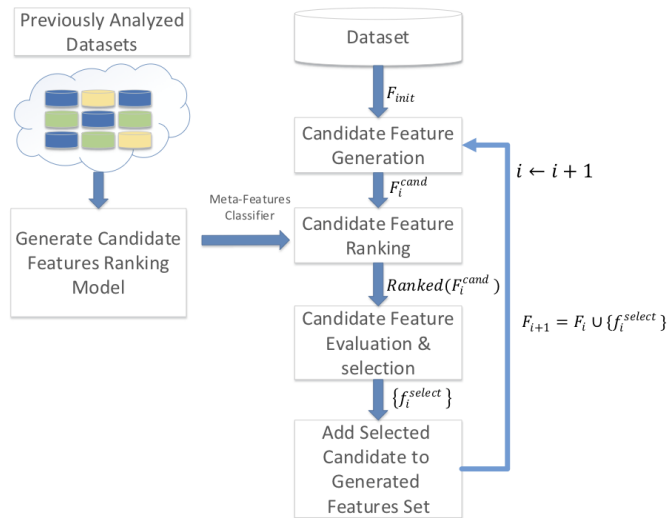 Previously Analyzed
Datasets
Dataset
F_{init}
Candidate Feature
Generation
i ← i + 1
F_i^{cand}
Meta-Features
Classifier
Generate Candidate
Features Ranking
Model
Candidate Feature
Ranking
Ranked(F_i^{cand})
Candidate Feature
Evaluation &
selection
F_{i+1} = F_i ∪ {f_i^{select}}
{f_i^{select}}
Add Selected
Candidate to
Generated
Features Set